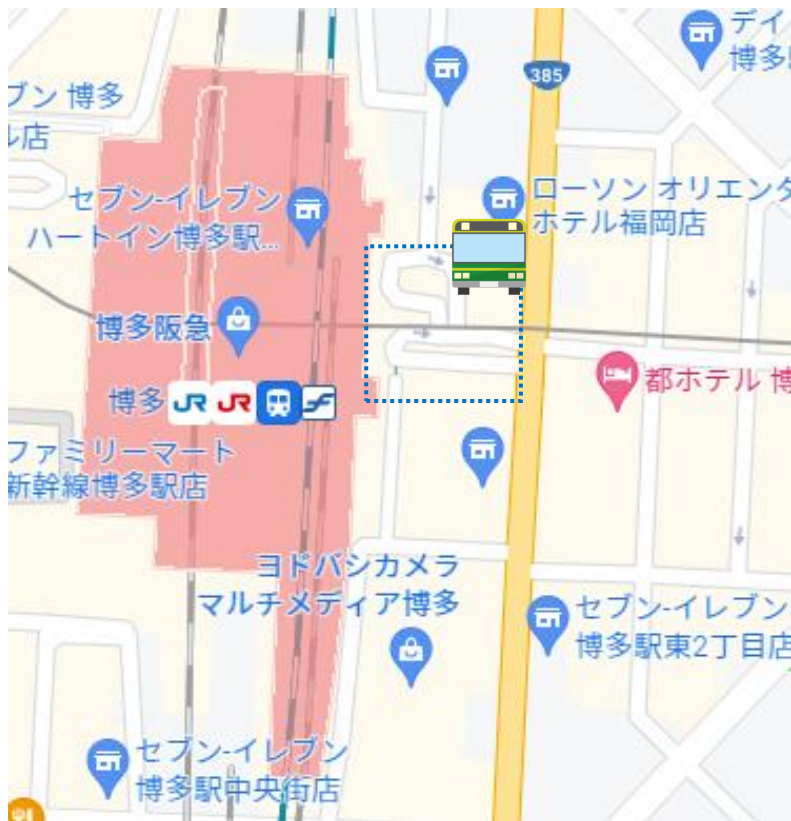 デイ
博多
385
ブン 博多
ル店
セブン-イレブン
ハートイン博多駅...
ローソン オリエンタ
ホテル福岡店
博多阪急
都ホテル 博
博多 JR JR
ファミリーマート
新幹線博多駅店
ヨドバシカメラ
マルチメディア博多
セブン-イレブン
博多駅東2丁目店
セブン-イレブン
博多駅中央街店